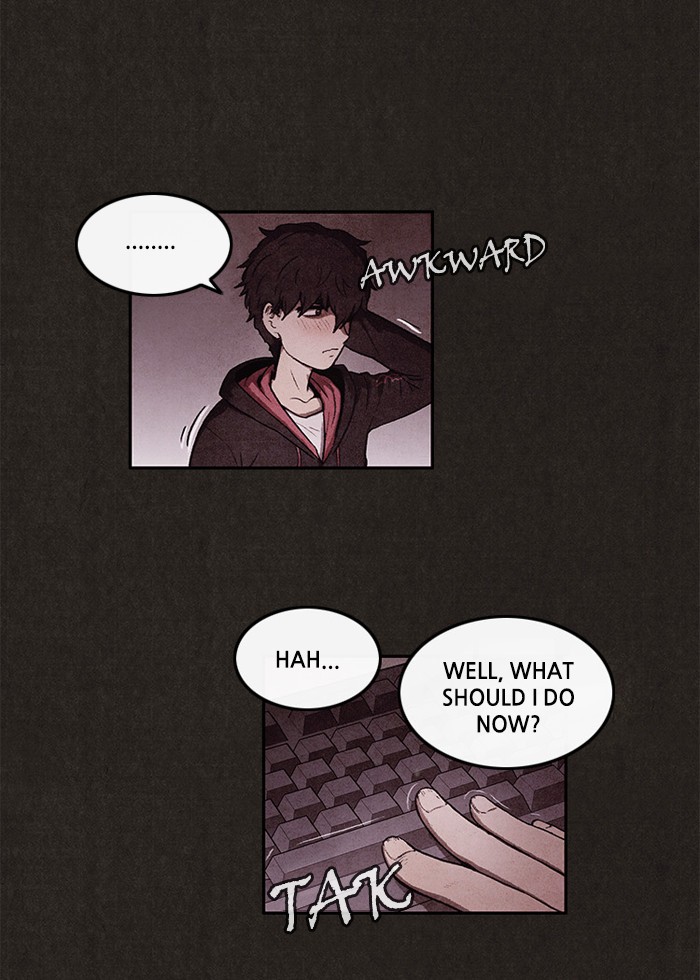 ........
AWKWARD
HAH...
WELL, WHAT
SHOULD I DO
NOW?
TAK